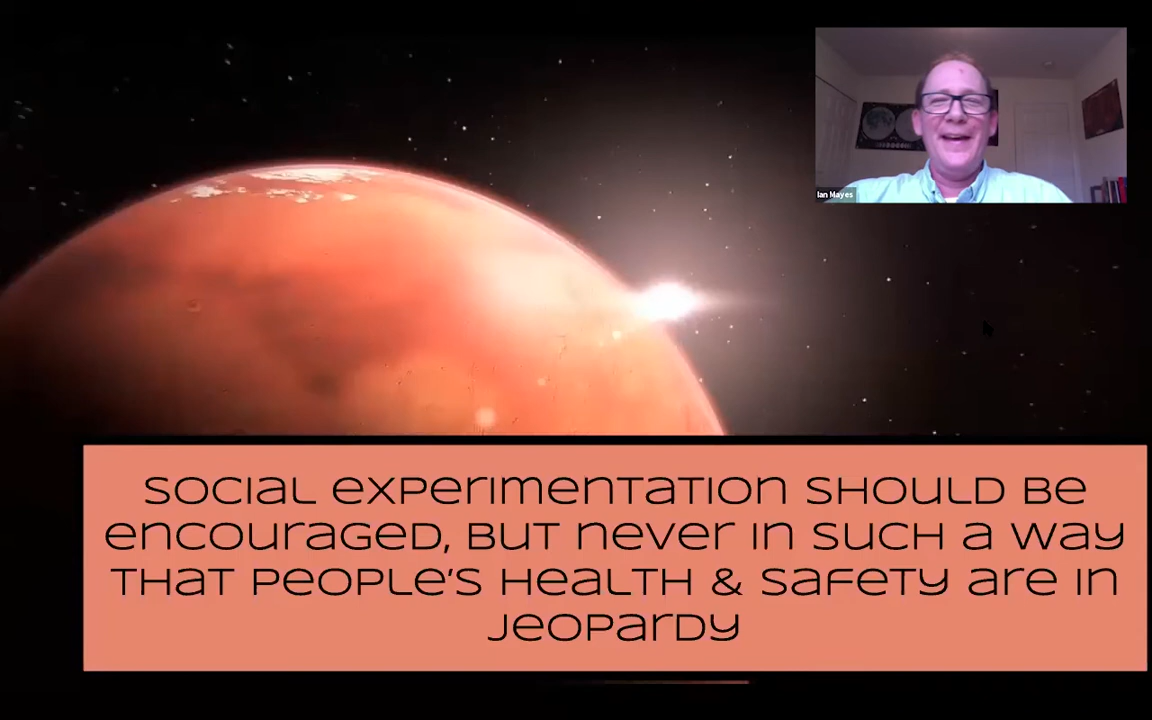 Ian Mayes
SOCIAL EXPERIMENTATION SHOULD BE
ENCOURAGED, BUT NEVER IN SUCH A WAY
THAT PEOPLE'S HEALTH & SAFETY ARE IN
JEOPARDY